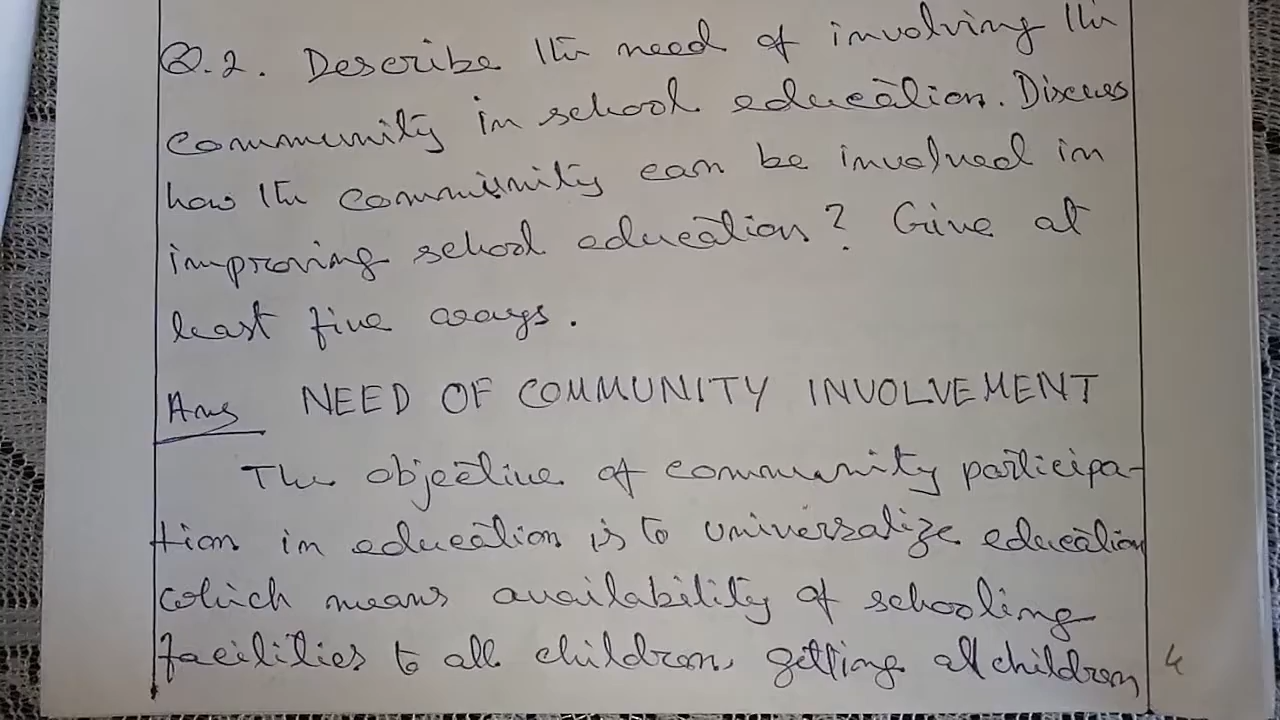 Q.2. Describe the need of involving the
community in school education. Discuss
how the community can be involved in
improving school education? Give at
least five ways.
Ans NEED OF COMMUNITY INVOLVEMENT
The objective of community participa-
tion in education is to universalize education
which means availability of schooling
facilities to all children, getting all children
4